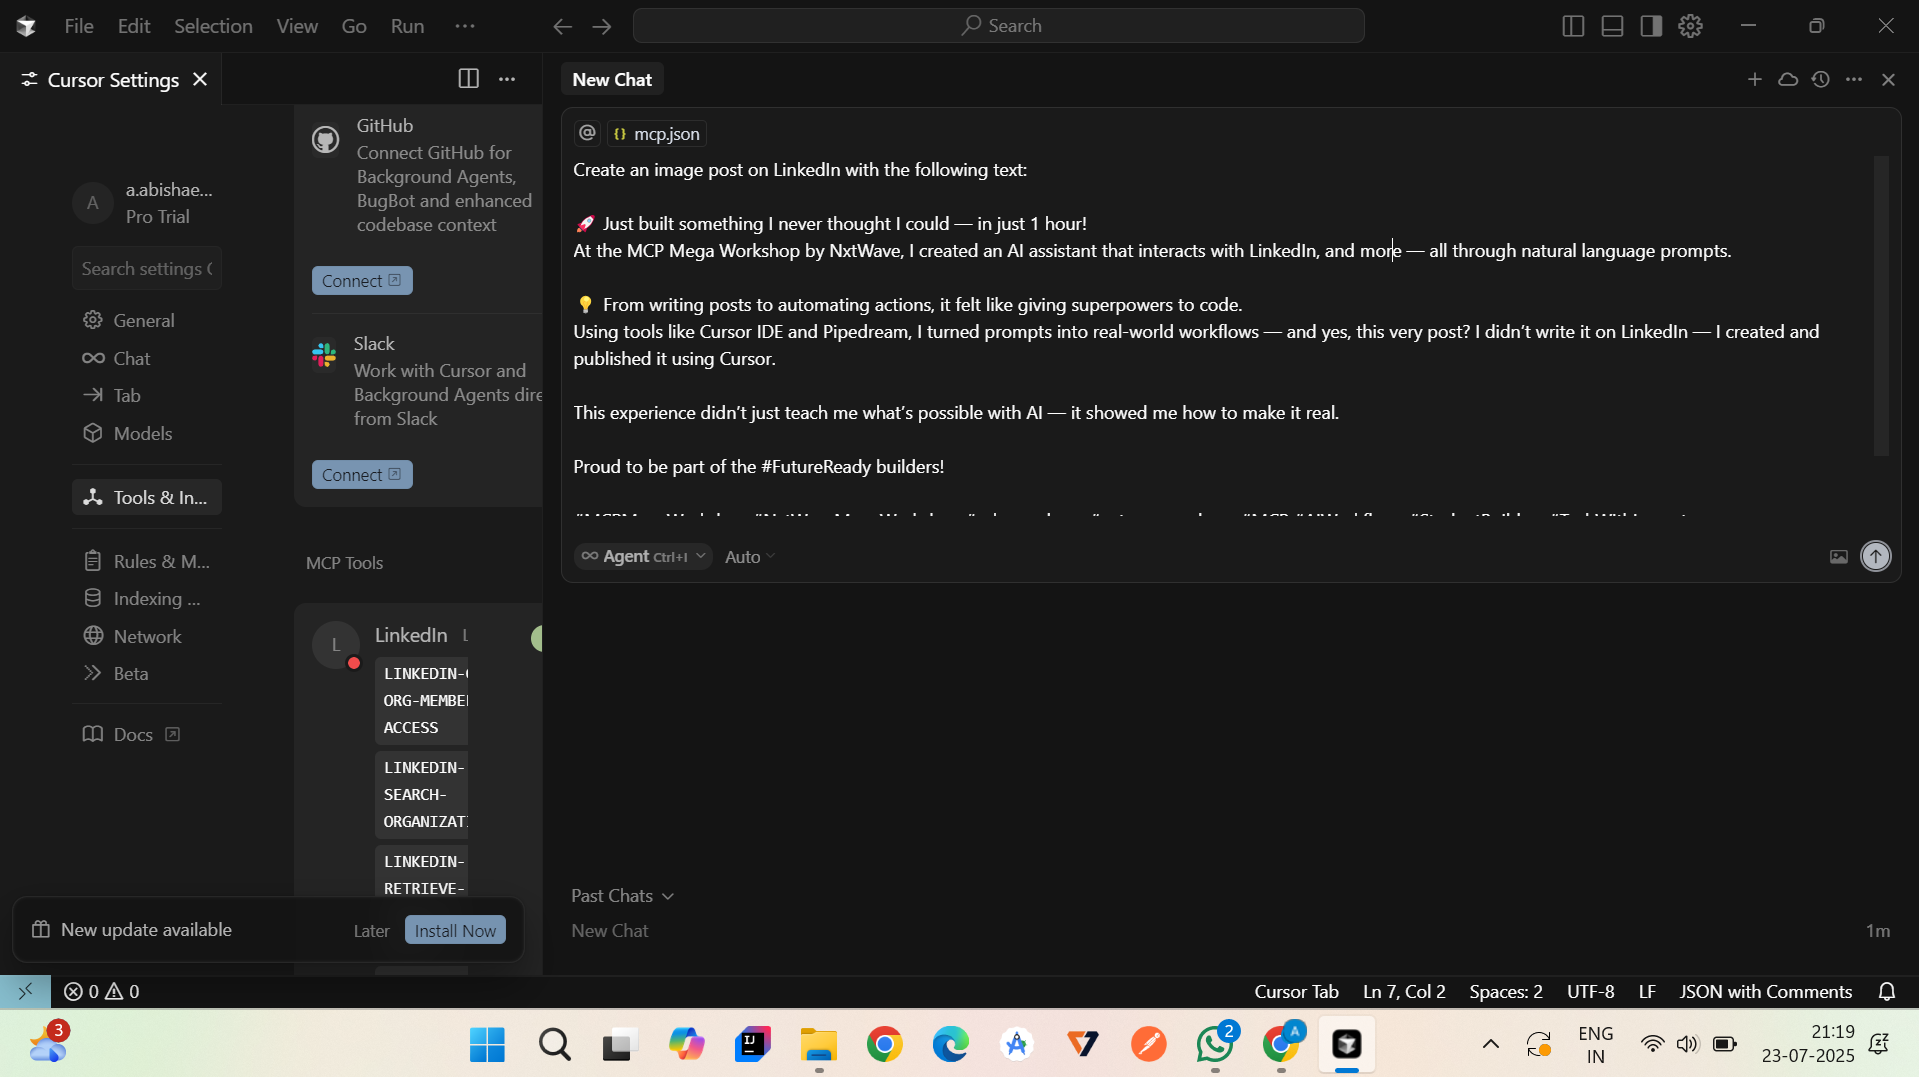 File Edit Selection View Go Run
Search
Cursor Settings
New Chat
GitHub
Connect GitHub for
Background Agents,
BugBot and enhanced
codebase context
Connect
a.abishae...
A
Pro Trial
Search settings
General
Chat
Tab
Models
Tools & In...
Rules & M...
Indexing ...
Network
Beta
Docs
Slack
Work with Cursor and
Background Agents
from Slack
Connect
MCP Tools
L
LinkedIn
LINKEDIN-
ORG-
ACCESS
LINKEDIN-
SEARCH-
LINKEDIN-
RETRIEVE-
New update available
Later
Install Now
@ {} mcp.json
Create an image post on LinkedIn with the following text:
🚀 Just built something I never thought I could — in just 1 hour!
At the MCP Mega Workshop by NxtWave, I created an AI assistant that interacts with LinkedIn, and more — all through natural language prompts.
💡 From writing posts to automating actions, it felt like giving superpowers to code.
Using tools like Cursor IDE and Pipedream, I turned prompts into real-world workflows — and yes, this very post? I didn't write it on LinkedIn — I created and
published it using Cursor.
This experience didn't just teach me what's possible with AI — it showed me how to make it real.
Proud to be part of the #FutureReady builders!
Agent Ctrl+I
Auto
Past Chats
New Chat
1m
0 0
Cursor Tab
Ln 7, Col 2
Spaces: 2
UTF-8
LF
JSON with Comments
3
IJ
2
A
ENG
IN
21:19
23-07-2025